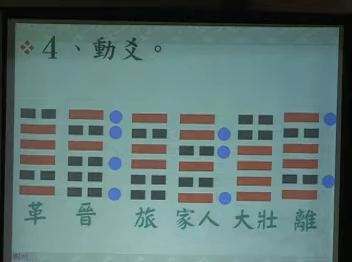 4、動爻。
革 晉 旅 家人 大壯 離